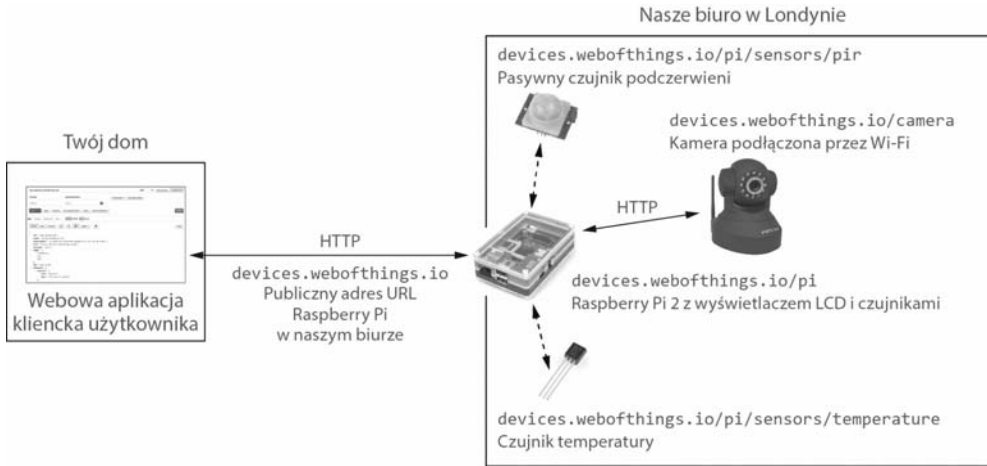 Nasze biuro w Londynie
devices.webofthings.io/pi/sensors/pir
Pasywny czujnik podczerwieni
devices.webofthings.io/camera
Kamera podłączona przez Wi-Fi
Twój dom
HTTP
HTTP
devices.webofthings.io
Publiczny adres URL
Raspberry Pi
w naszym biurze
devices.webofthings.io/pi
Raspberry Pi 2 z wyświetlaczem LCD i czujnikami
Webowa aplikacja
kliencka użytkownika
devices.webofthings.io/pi/sensors/temperature
Czujnik temperatury